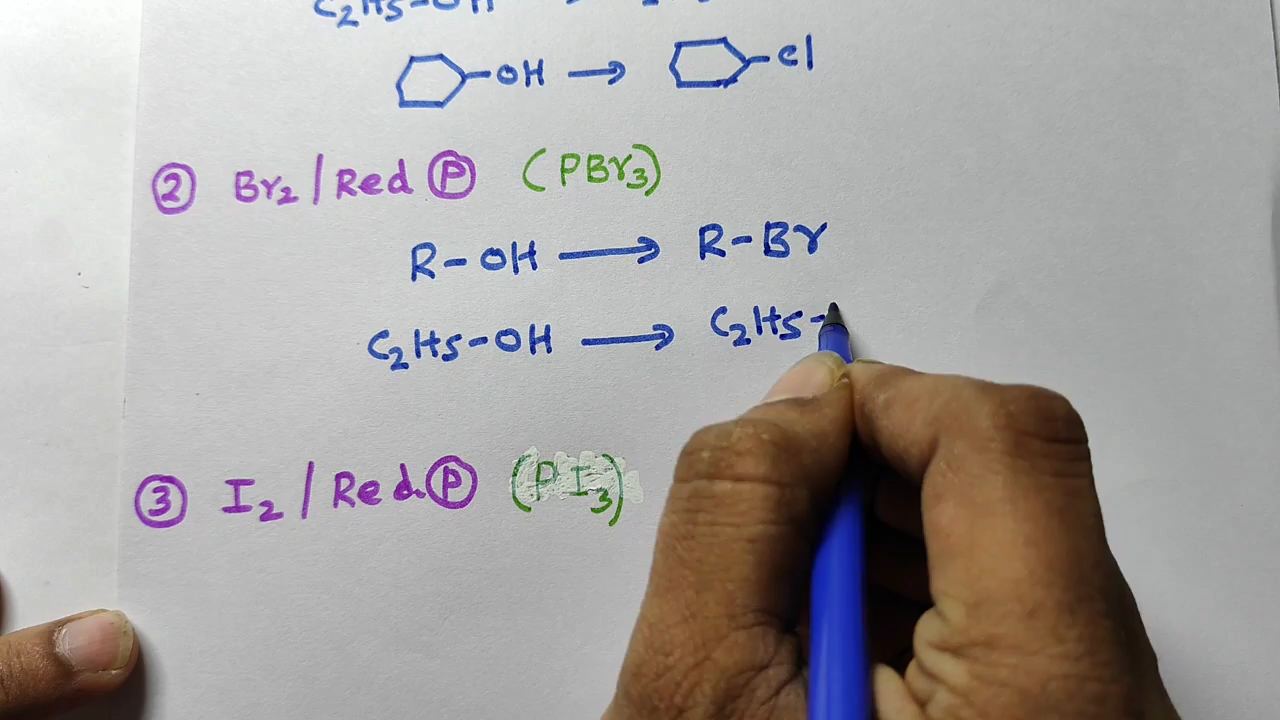 C₂H₅-OH
-OH → -Cl
② Br₂ / Red Ⓟ (PBr₃)
R-OH ⟶ R-Br
C₂H₅-OH ⟶ C₂H₅-
③ I₂ / Red Ⓟ (PI₃)